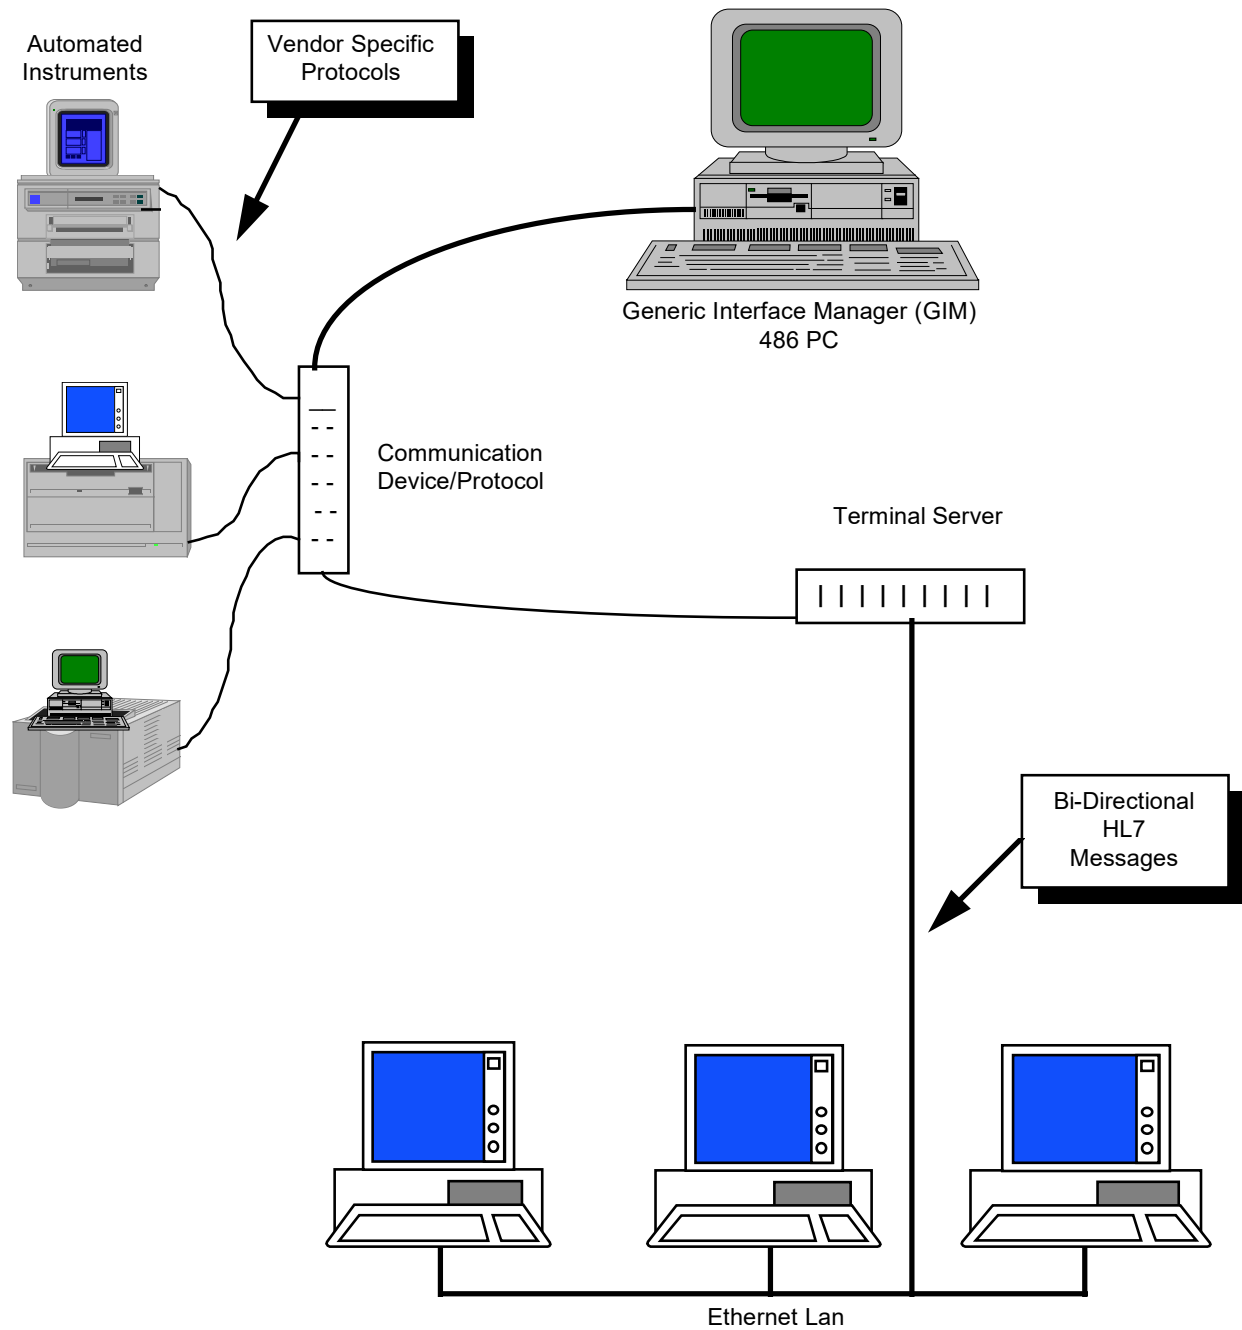 Automated
Instruments
Vendor Specific
Protocols
Generic Interface Manager (GIM)
486 PC
Communication
Device/Protocol
Terminal Server
Bi-Directional
HL7
Messages
Ethernet Lan